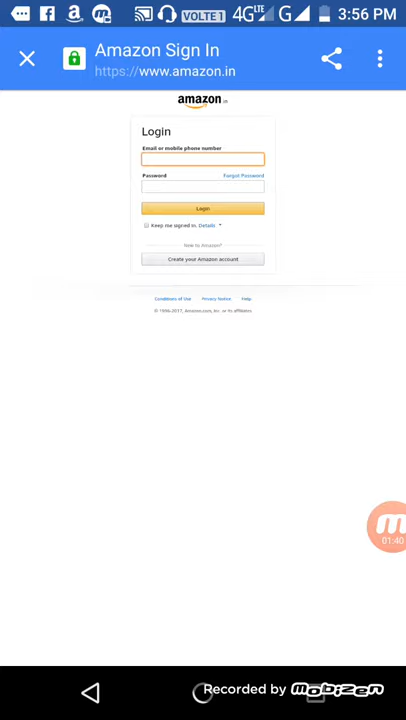 VOLTE 1 4G LTE G 3:56 PM
Amazon Sign In
https://www.amazon.in
amazon in
Login
Email or mobile phone number
Password Forgot Password
Login
Keep me signed in. Details
New to Amazon?
Create your Amazon account
Conditions of Use Privacy Notice Help
© 1996-2017, Amazon.com, Inc. or its affiliates
01:40
Recorded by MOBIZEN